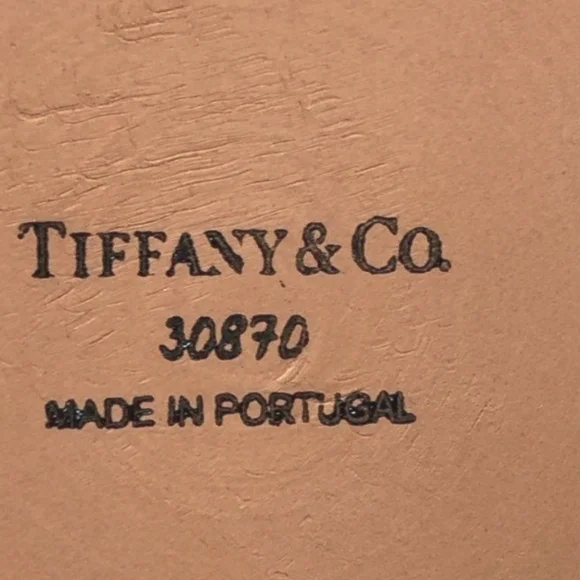 TIFFANY & CO.
30870
MADE IN PORTUGAL